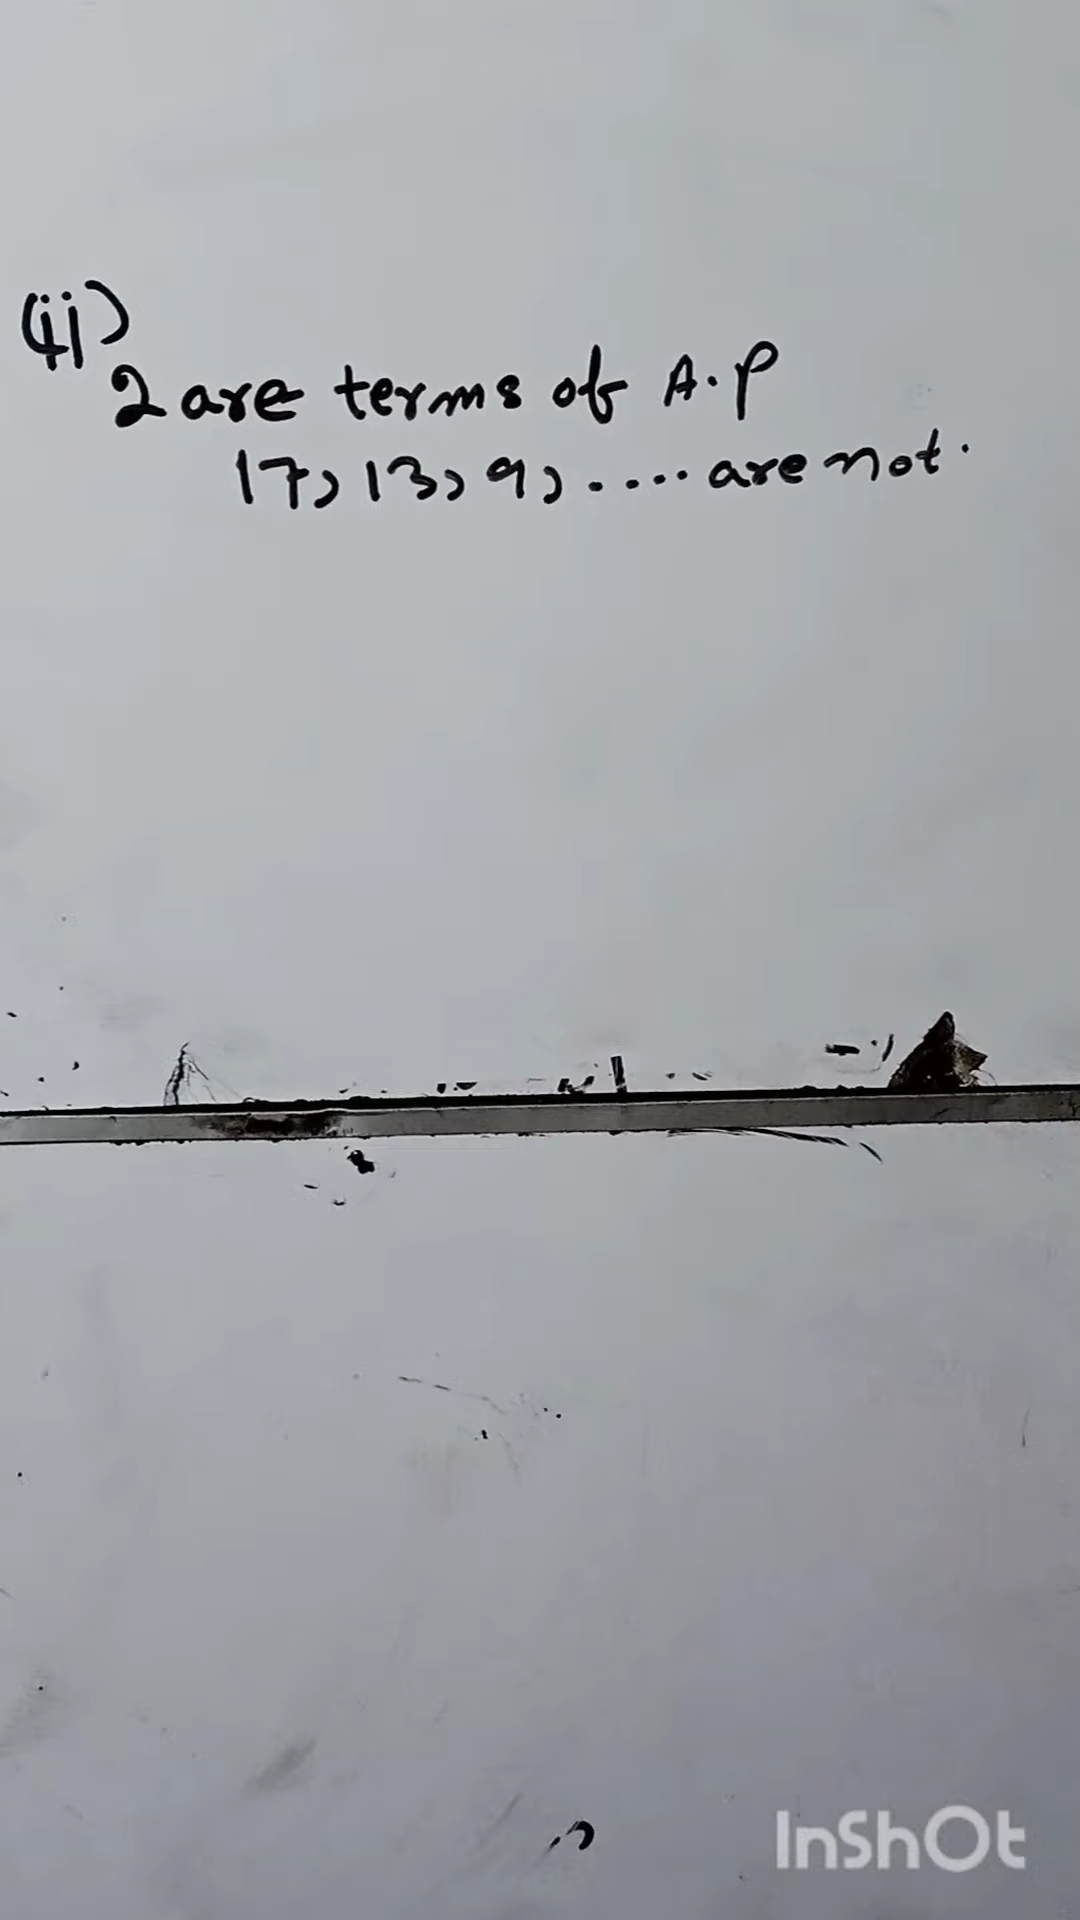 (ii)
2 are terms of A.P
17, 13, 9, ..... are not.
InShOt